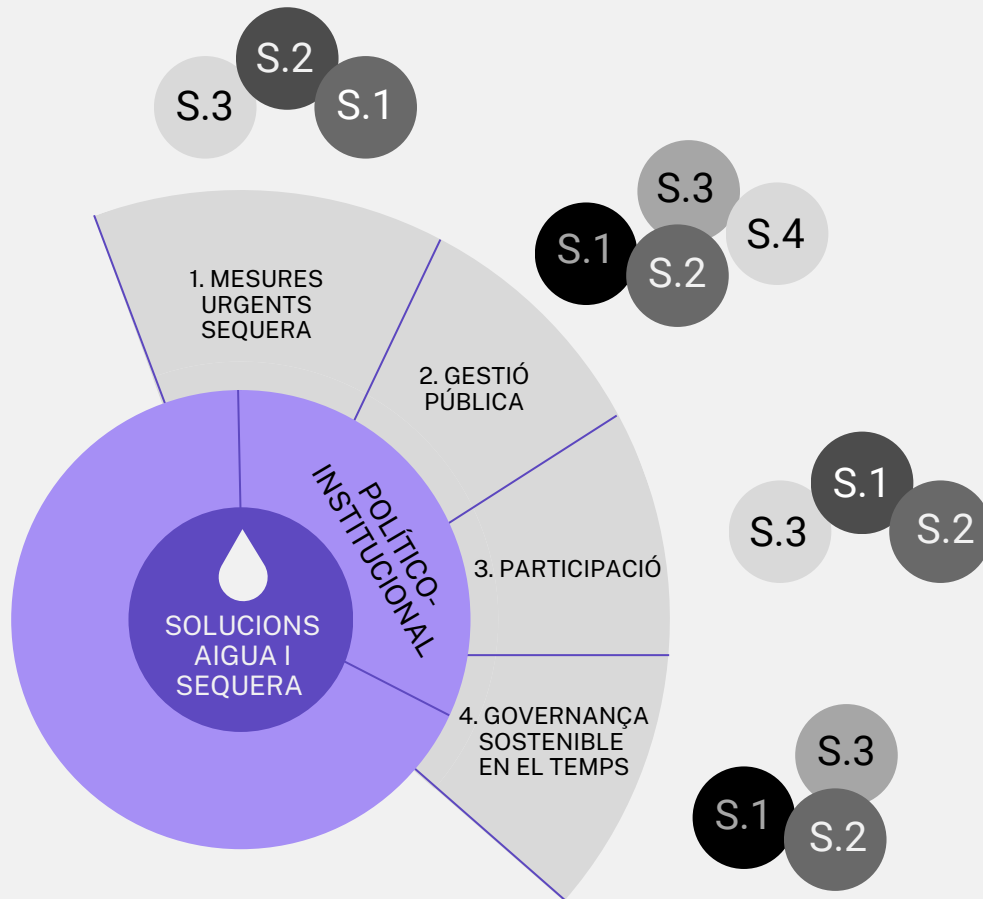 S.2
S.3
S.1
S.3
S.4
S.1
S.2
1. MESURES
URGENTS
SEQUERA
2. GESTIÓ
PÚBLICA
POLÍTICO-
INSTITUCIONAL
S.1
S.3
S.2
3. PARTICIPACIÓ
SOLUCIONS
AIGUA I
SEQUERA
4. GOVERNANÇA
SOSTENIBLE
EN EL TEMPS
S.3
S.1
S.2